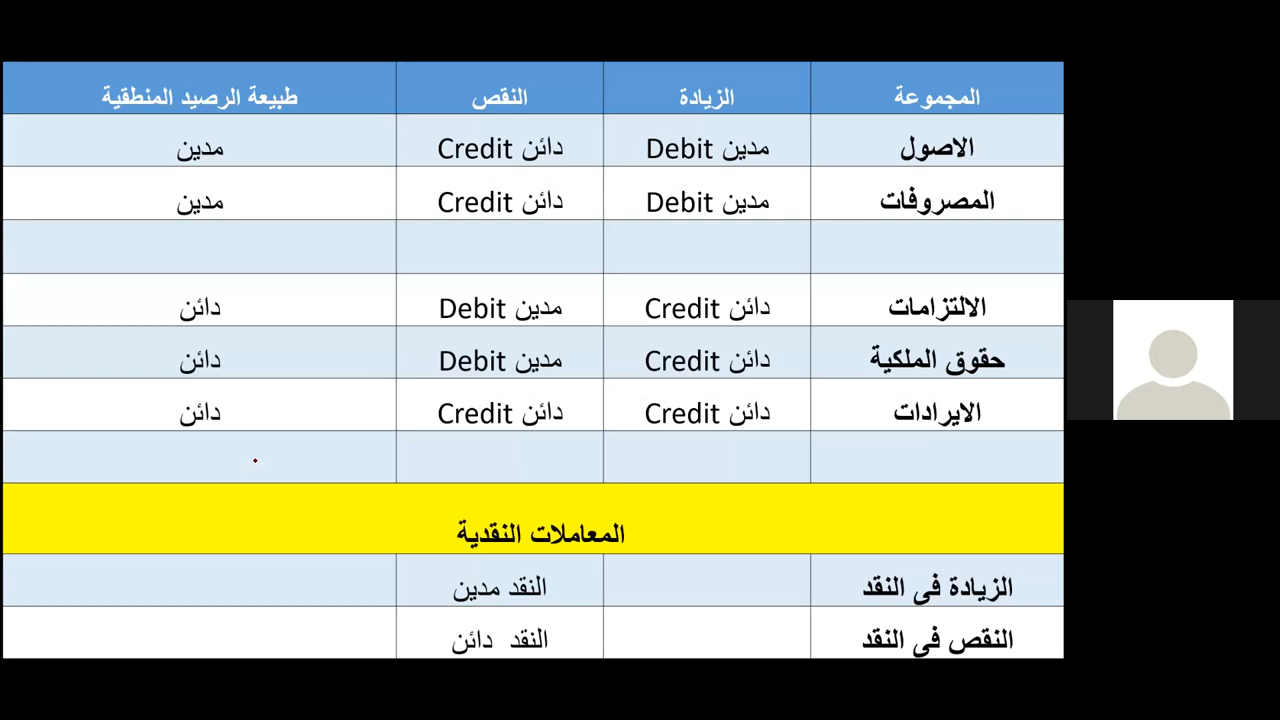 المجموعة الزيادة النقص طبيعة الرصيد المنطقية
الاصول مدين Debit دائن Credit مدين
المصروفات مدين Debit دائن Credit مدين
الالتزامات دائن Credit مدين Debit دائن
حقوق الملكية دائن Credit مدين Debit دائن
الايرادات دائن Credit دائن Credit دائن
المعاملات النقدية
الزيادة في النقد النقد مدين
النقص في النقد النقد دائن